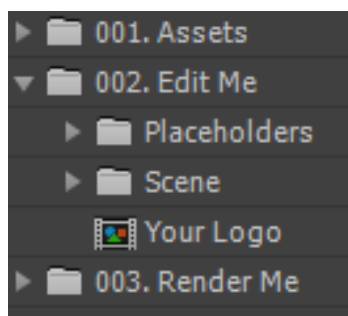 001. Assets
002. Edit Me
Placeholders
Scene
Your Logo
003. Render Me